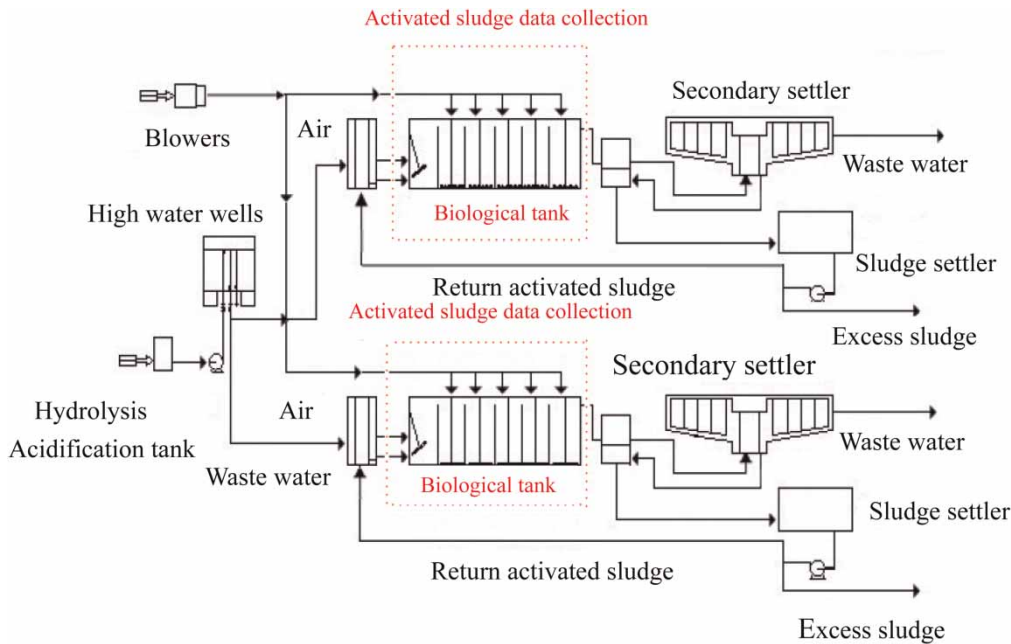 Activated sludge data collection
Secondary settler
Blowers
Air
Waste water
High water wells
Biological tank
Sludge settler
Return activated sludge
Activated sludge data collection
Excess sludge
Secondary settler
Hydrolysis
Acidification tank
Air
Waste water
Waste water
Biological tank
Sludge settler
Return activated sludge
Excess sludge